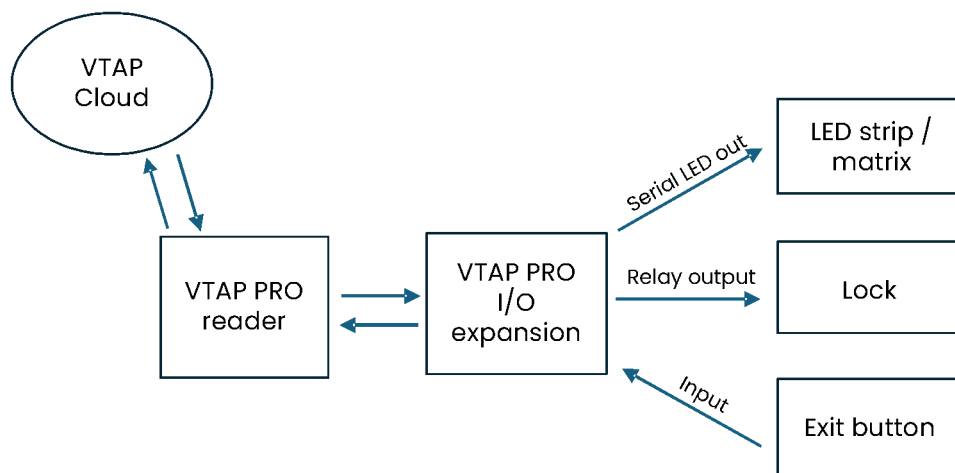 VTAP
Cloud
VTAP PRO
reader
VTAP PRO
I/O
expansion
Serial LED out
LED strip /
matrix
Relay output
Lock
Input
Exit button